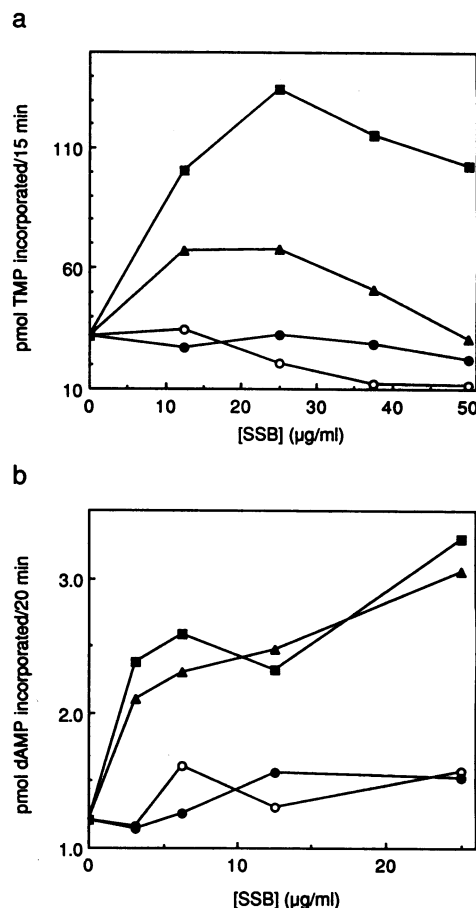 a
pmol TMP incorporated/15 min
110
60
10
0 10 20 30 40 50
[SSB] (μg/ml)
b
pmol dAMP incorporated/20 min
3.0
2.0
1.0
0 10 20
[SSB] (μg/ml)